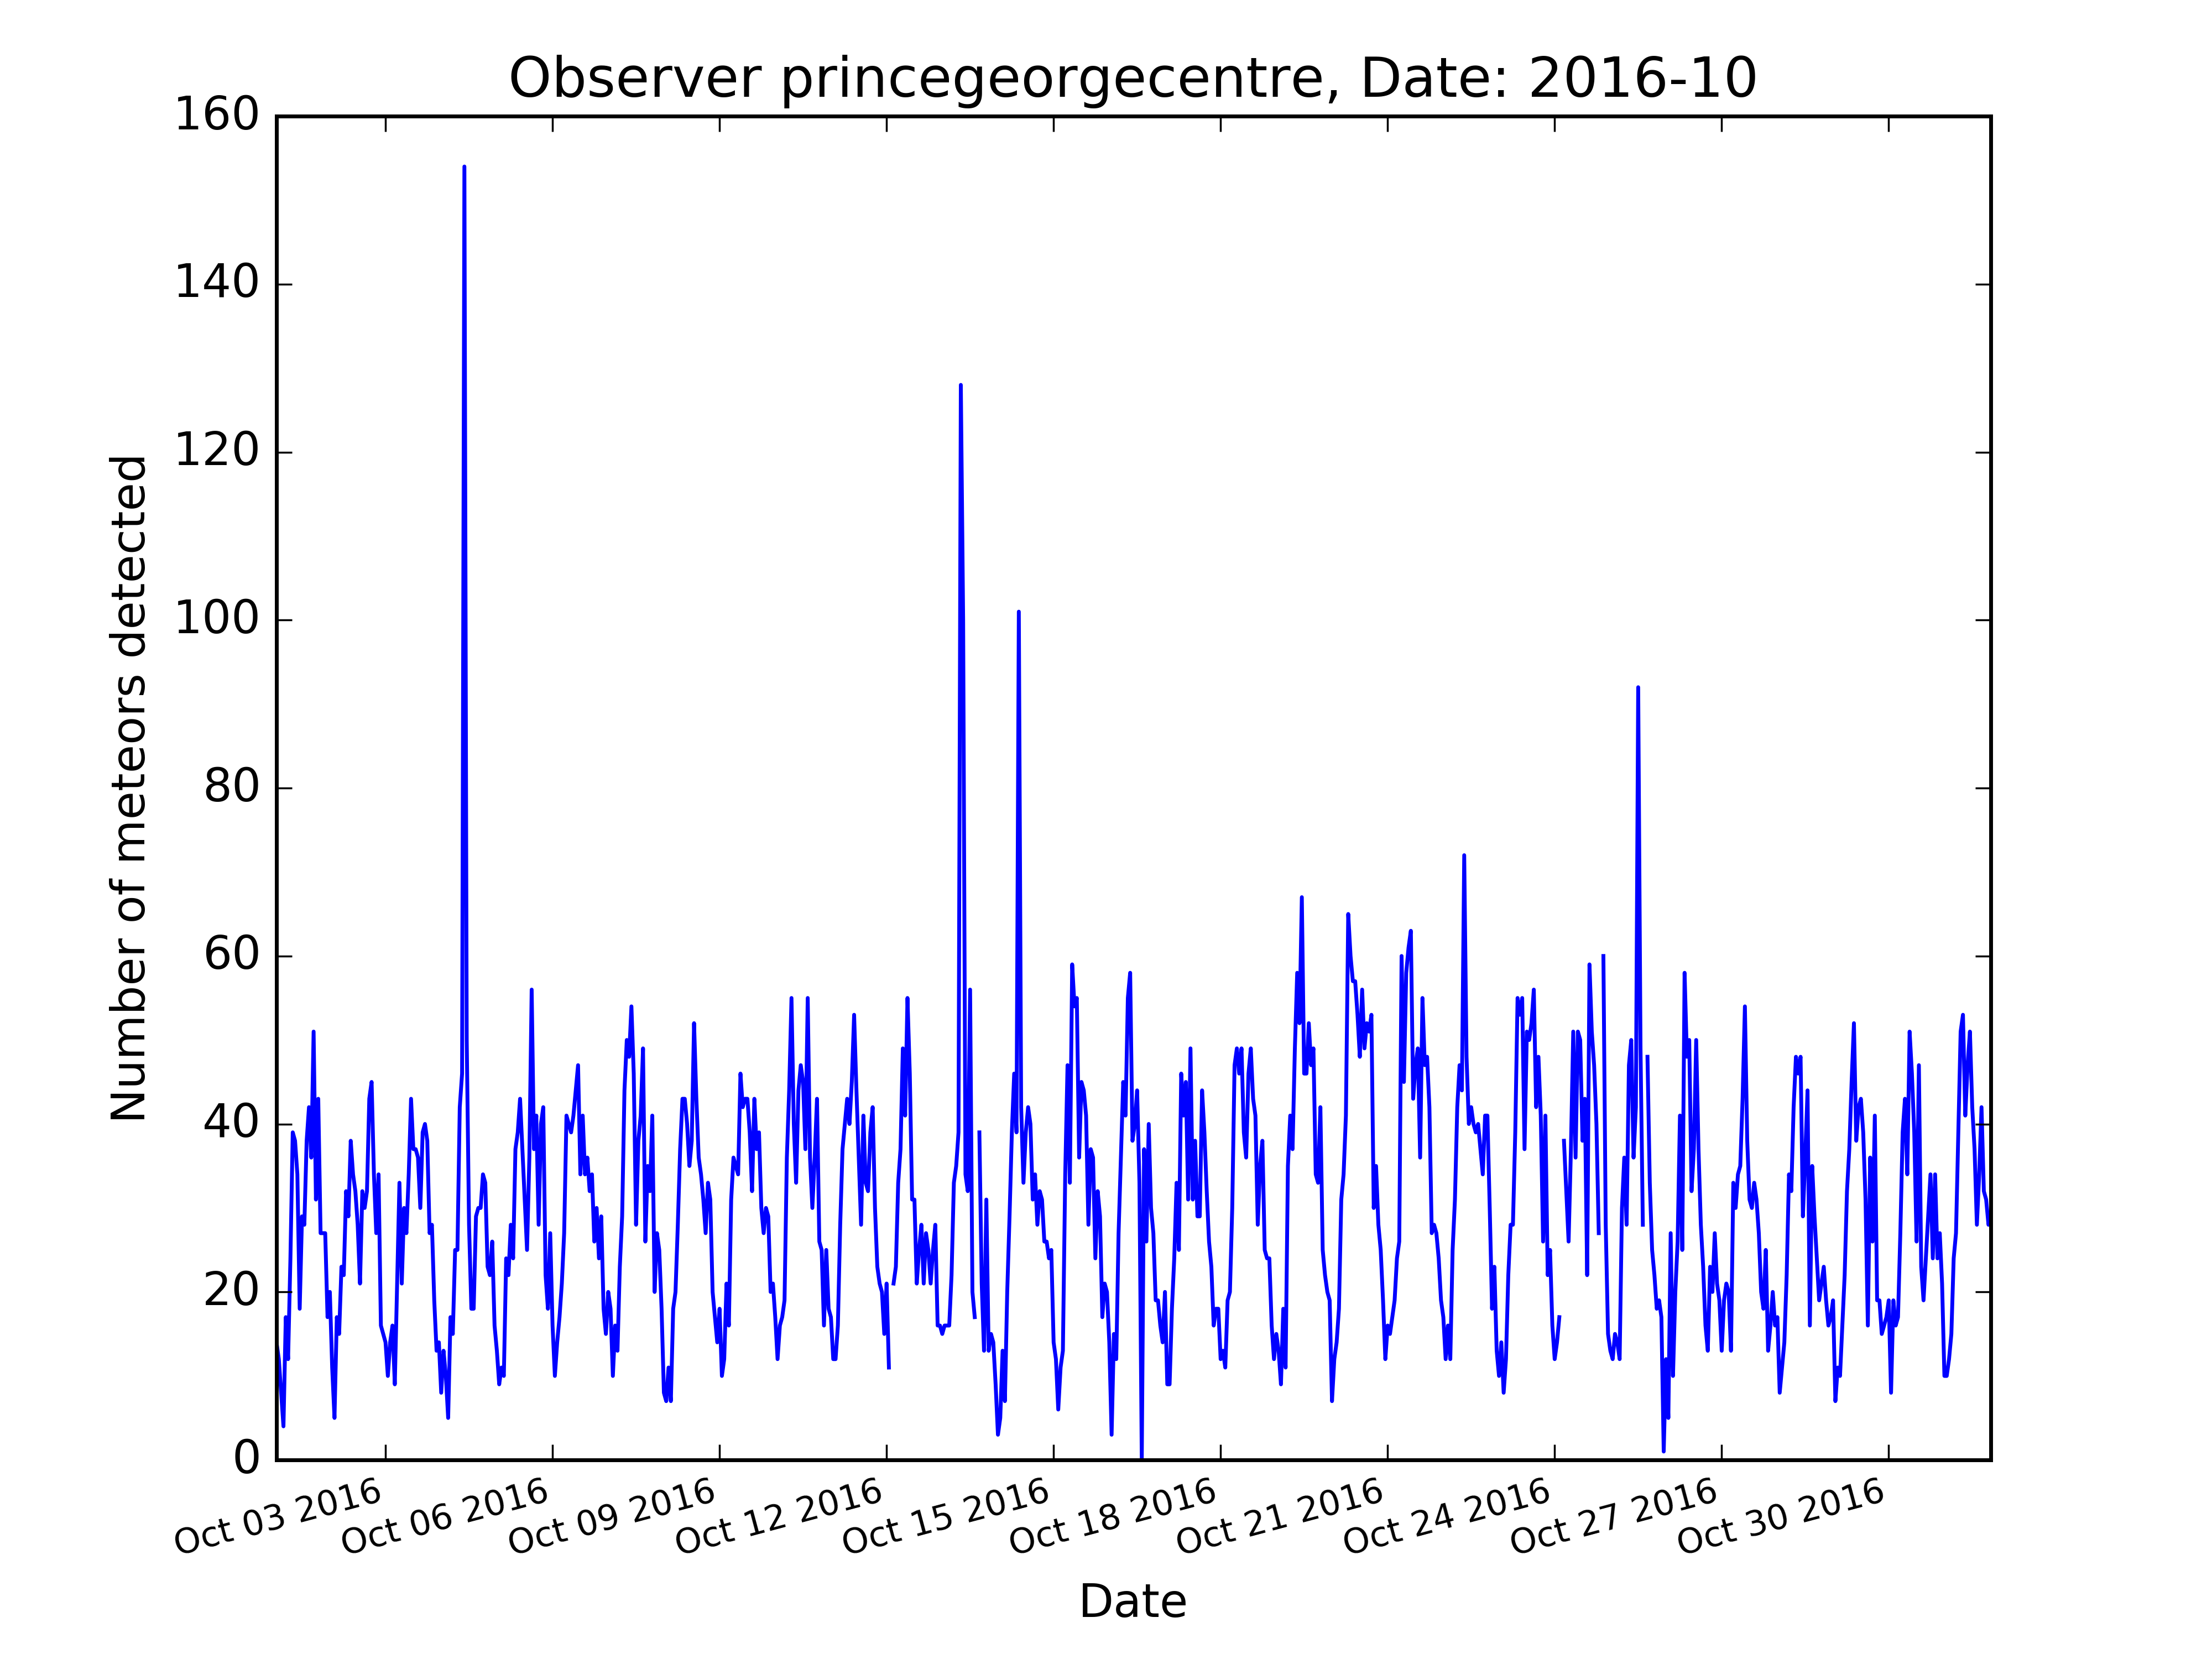 Observer princegeorgecentre, Date: 2016-10
160
140
120
100
80
60
40
20
0
Number of meteors detected
Oct 03 2016
Oct 06 2016
Oct 09 2016
Oct 12 2016
Oct 15 2016
Oct 18 2016
Oct 21 2016
Oct 24 2016
Oct 27 2016
Oct 30 2016
Date